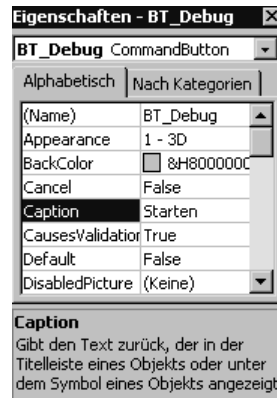 Eigenschaften - BT_Debug
BT_Debug CommandButton
Alphabetisch Nach Kategorien
(Name) BT_Debug
Appearance 1 - 3D
BackColor &H8000000
Cancel False
Caption Starten
CausesValidation True
Default False
DisabledPicture (Keine)
Caption
Gibt den Text zurück, der in der
Titelleiste eines Objekts oder unter
dem Symbol eines Objekts angezeigt